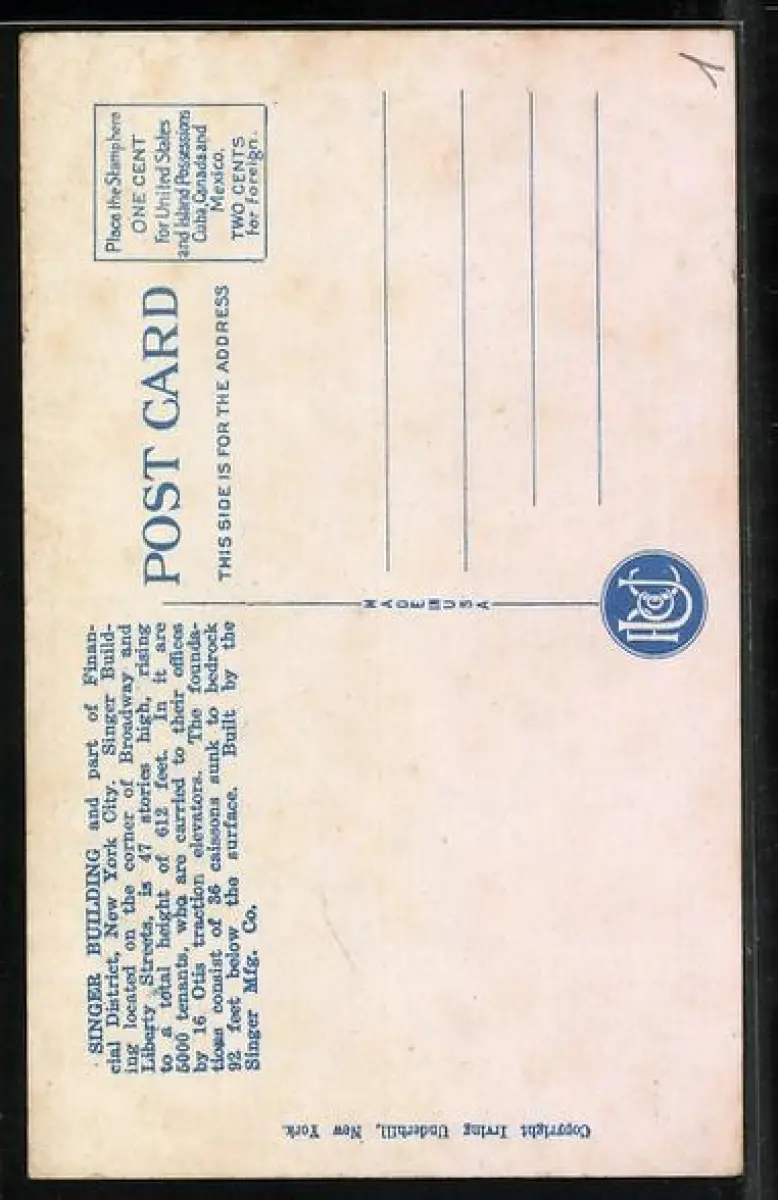 SINGER BUILDING and part of Finan-
cial District, New York City. Singer Build-
ing located on the corner of Broadway and
Liberty Streets, is 47 stories high, rising
to a total height of 612 feet. In it are
5000 tenants, who are carried to their offices
by 16 Otis traction elevators. The founda-
tions consist of 36 caissons sunk to bedrock
92 feet below the surface. Built by the
Singer Mfg. Co.
POST CARD
THIS SIDE IS FOR THE ADDRESS
Place the Stamp here
ONE CENT
For United States
and Island Possessions
Cuba, Canada and
Mexico.
TWO CENTS
For Foreign.
MADE IN USA
Copyright Irving Underhill, New York.
1